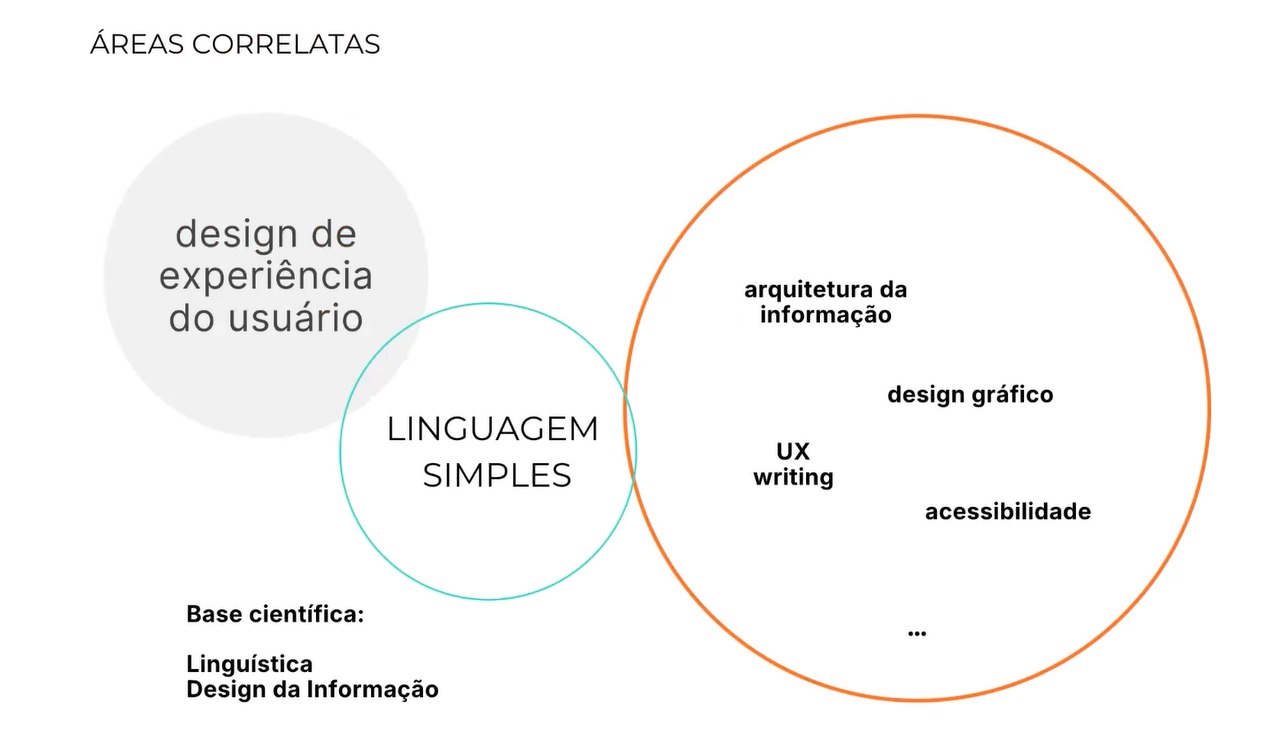 ÁREAS CORRELATAS
design de
experiência
do usuário
LINGUAGEM
SIMPLES
arquitetura da
informação
design gráfico
UX
writing
acessibilidade
...
Base científica:
Linguística
Design da Informação